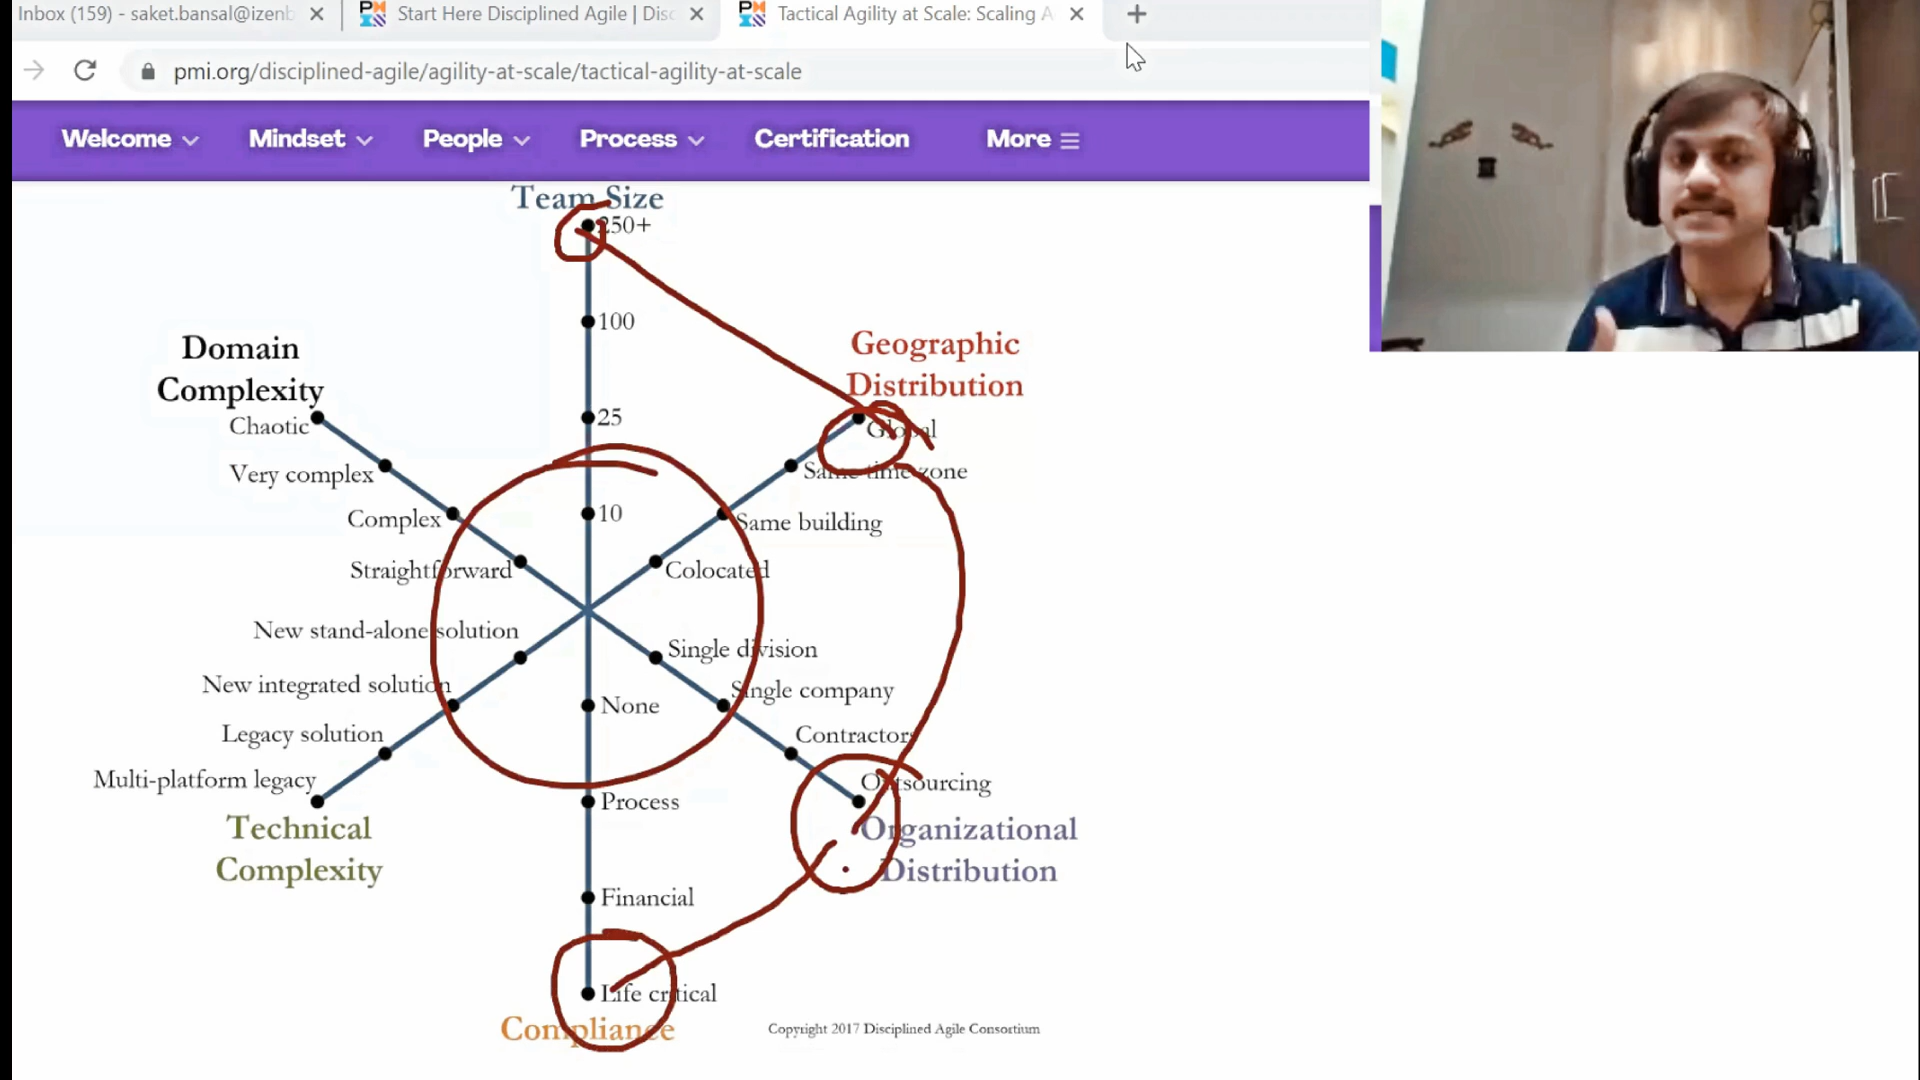 Inbox (159) - saket.bansal@izenb
Start Here Disciplined Agile | Disc
Tactical Agility at Scale: Scaling A
pmi.org/disciplined-agile/agility-at-scale/tactical-agility-at-scale
Welcome
Mindset
People
Process
Certification
More
Team Size
250+
100
25
10
Domain
Complexity
Chaotic
Very complex
Complex
Straightforward
Geographic
Distribution
Global
Same time zone
Same building
Colocated
New stand-alone solution
New integrated solution
Legacy solution
Multi-platform legacy
Technical
Complexity
Single division
Single company
Contractors
Outsourcing
Organizational
Distribution
None
Process
Financial
Life critical
Compliance
Copyright 2017 Disciplined Agile Consortium